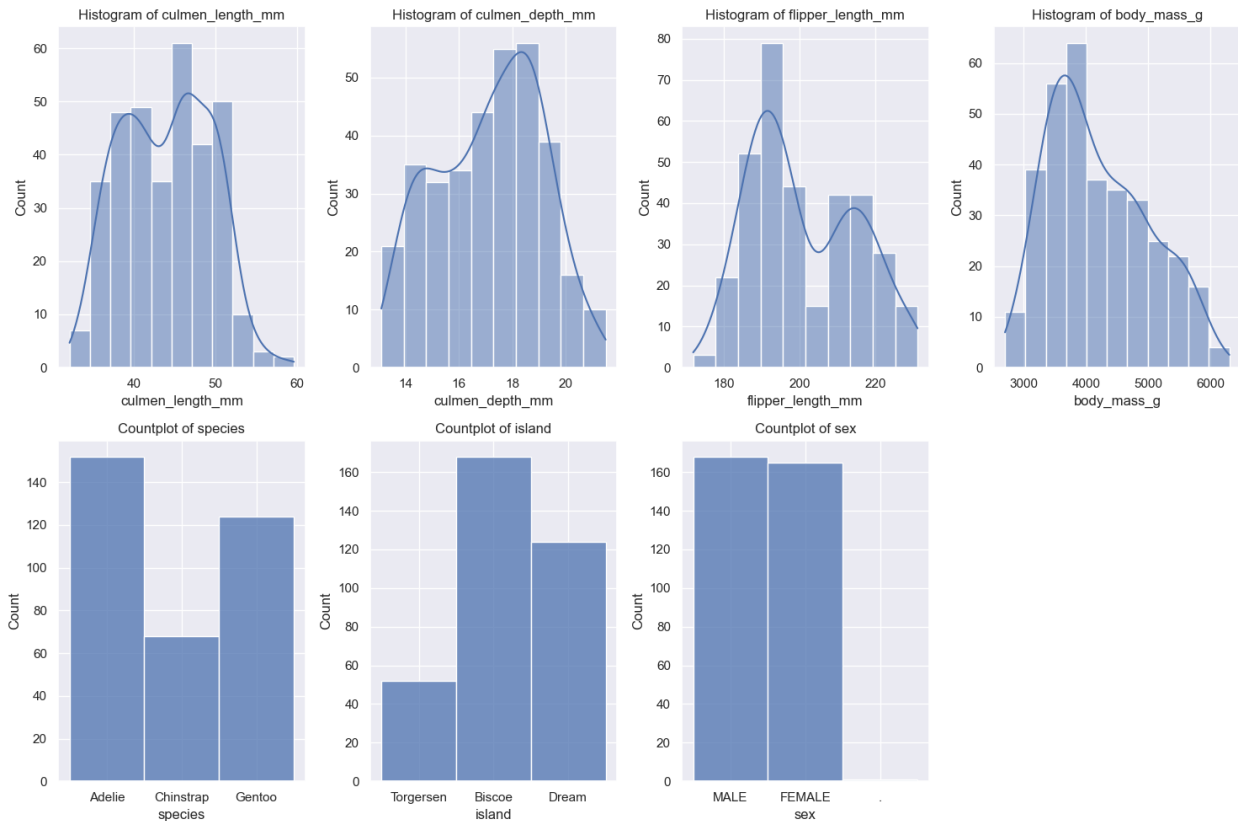 Histogram of culmen_length_mm
60
50
40
30
20
10
0
Count
40
50
60
culmen_length_mm
Histogram of culmen_depth_mm
50
40
30
20
10
0
Count
14
16
18
20
culmen_depth_mm
Histogram of flipper_length_mm
80
70
60
50
40
30
20
10
0
Count
180
200
220
flipper_length_mm
Histogram of body_mass_g
60
50
40
30
20
10
0
Count
3000
4000
5000
6000
body_mass_g
Countplot of species
140
120
100
80
60
40
20
0
Count
Adelie
Chinstrap
Gentoo
species
Countplot of island
160
140
120
100
80
60
40
20
0
Count
Torgersen
Biscoe
Dream
island
Countplot of sex
160
140
120
100
80
60
40
20
0
Count
MALE
FEMALE
.
sex